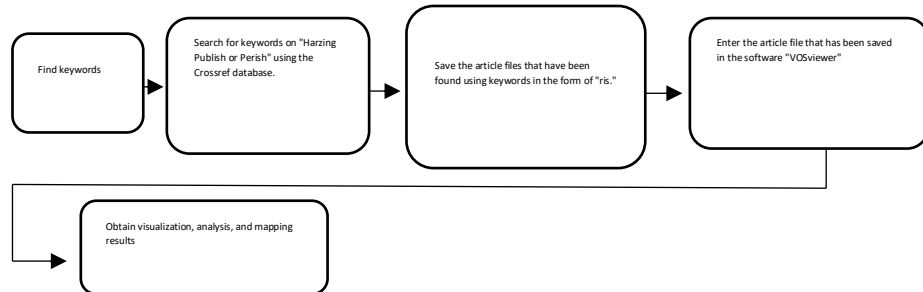 Find keywords
Search for keywords on "Harzing
Publish or Perish" using the
Crossref database.
Save the article files that have been
found using keywords in the form of "ris."
Enter the article file that has been saved
in the software "VOSviewer"
Obtain visualization, analysis, and mapping
results